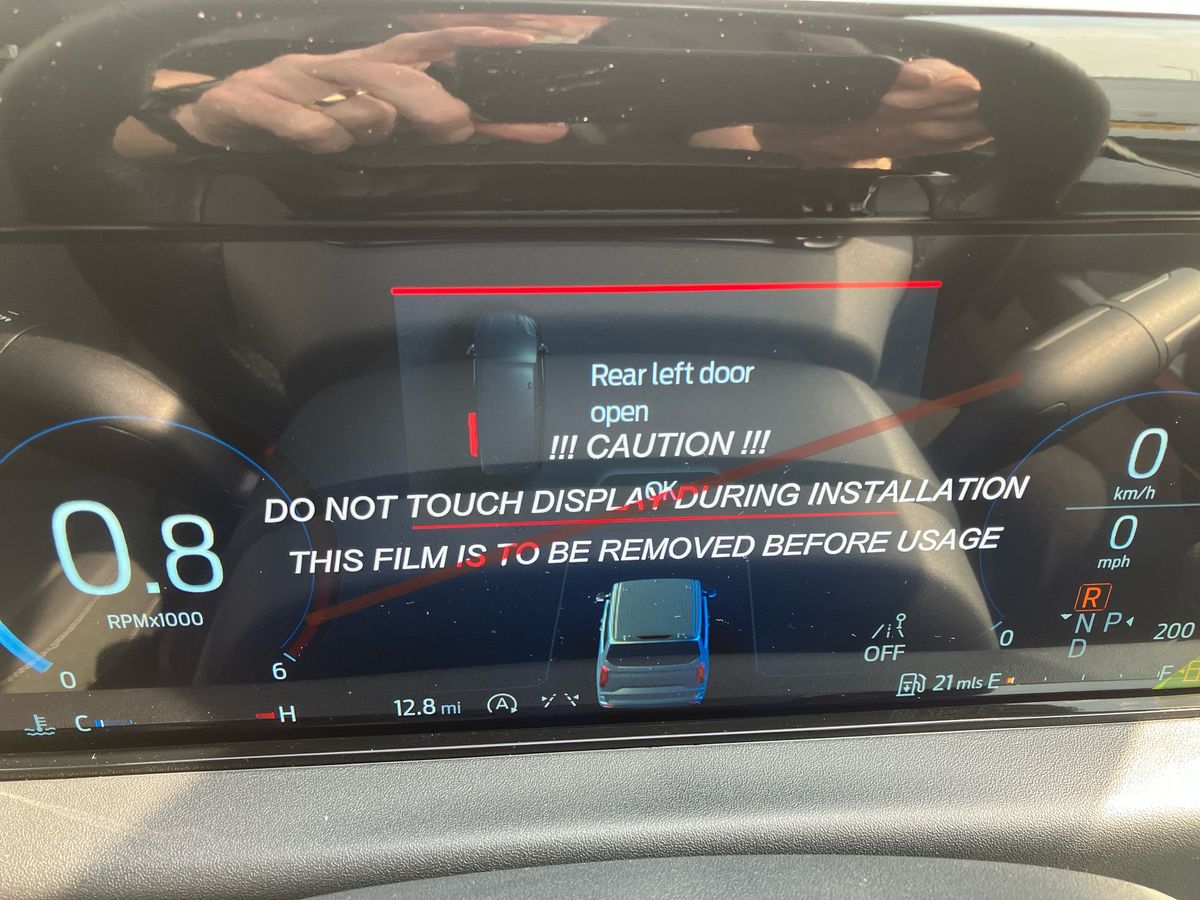 Rear left door
open
!!! CAUTION !!!
OK
DO NOT TOUCH DISPLAY DURING INSTALLATION
THIS FILM IS TO BE REMOVED BEFORE USAGE
0.8
RPMx1000
0
6
C
H
12.8 mi
A
OFF
21 mls E
F
0
km/h
0
mph
R
N P
D
0
200